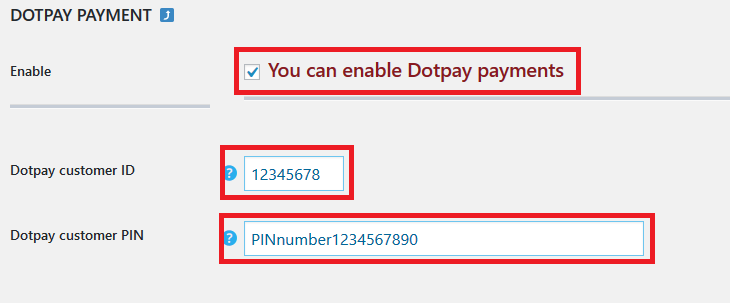 DOTPAY PAYMENT
Enable
You can enable Dotpay payments
Dotpay customer ID
? 12345678
Dotpay customer PIN
? PINnumber1234567890